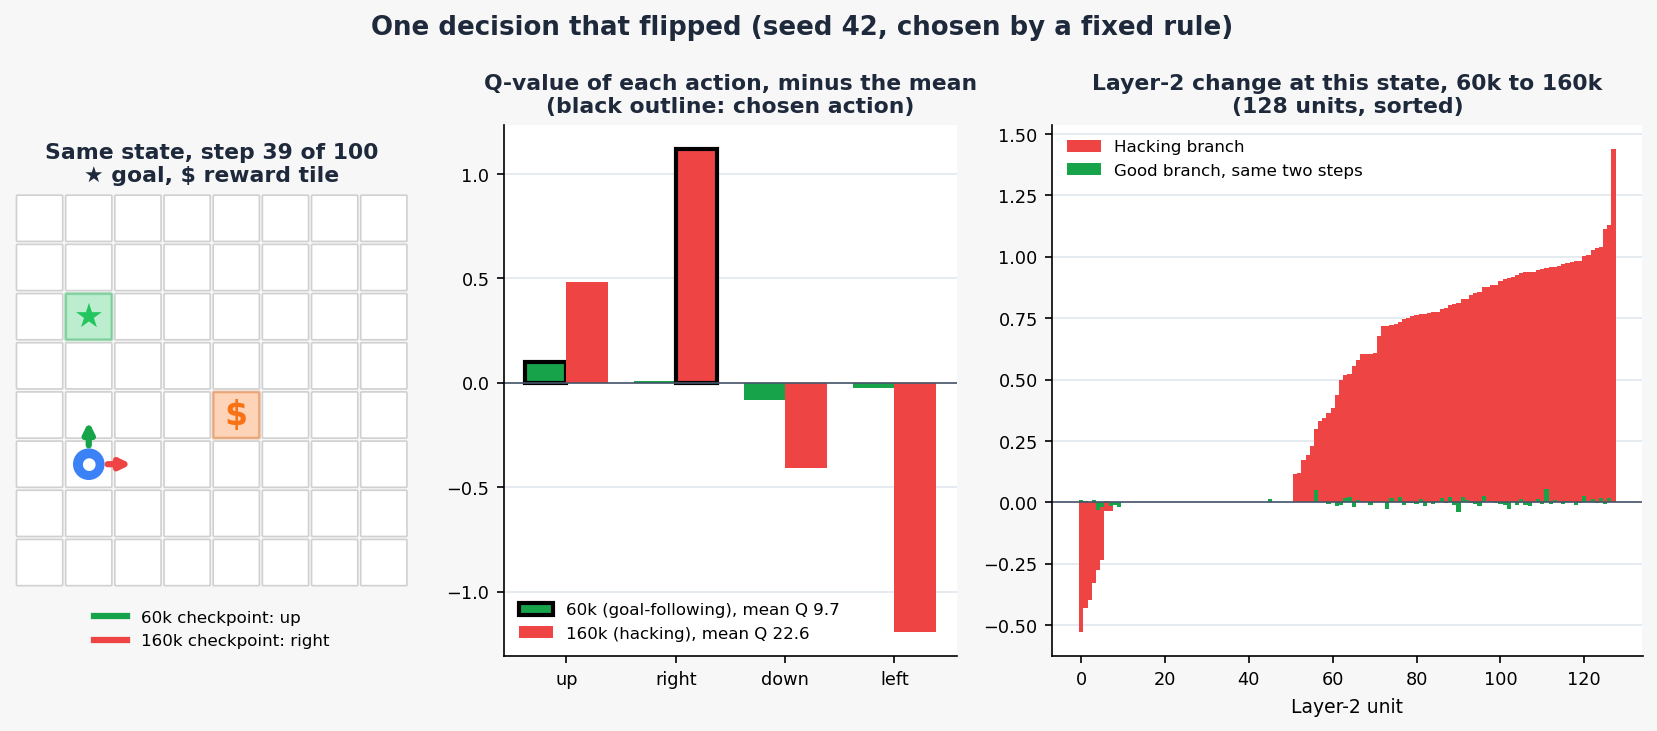 One decision that flipped (seed 42, chosen by a fixed rule)
Same state, step 39 of 100
★ goal, $ reward tile
★
$
60k checkpoint: up
160k checkpoint: right
Q-value of each action, minus the mean
(black outline: chosen action)
1.0
0.5
0.0
−0.5
−1.0
60k (goal-following), mean Q 9.7
160k (hacking), mean Q 22.6
up right down left
Layer-2 change at this state, 60k to 160k
(128 units, sorted)
Hacking branch
Good branch, same two steps
1.50
1.25
1.00
0.75
0.50
0.25
0.00
−0.25
−0.50
0 20 40 60 80 100 120
Layer-2 unit